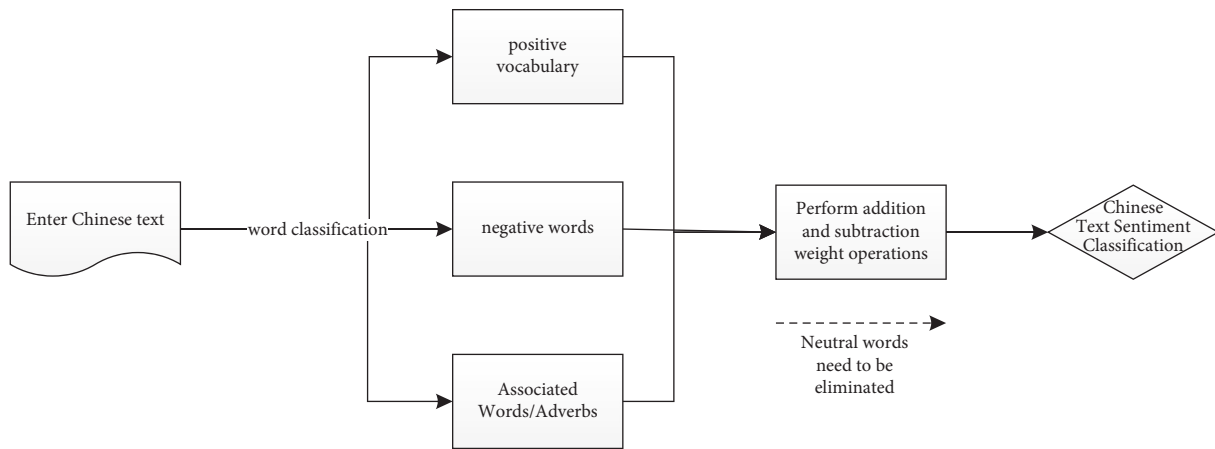 positive
vocabulary
Enter Chinese text
word classification
negative words
Perform addition
and subtraction
weight operations
Chinese
Text Sentiment
Classification
Neutral words
need to be
eliminated
Associated
Words/Adverbs